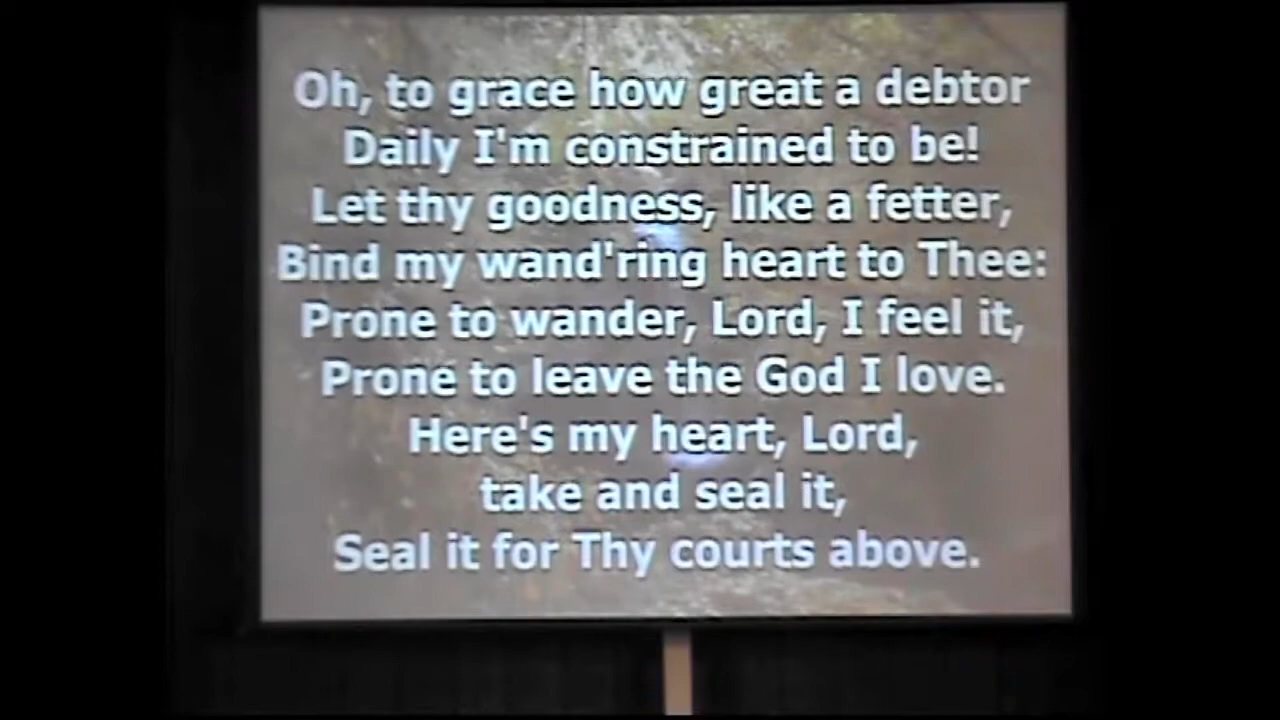 Oh, to grace how great a debtor
Daily I'm constrained to be!
Let thy goodness, like a fetter,
Bind my wand'ring heart to Thee:
Prone to wander, Lord, I feel it,
Prone to leave the God I love.
Here's my heart, Lord,
take and seal it,
Seal it for Thy courts above.